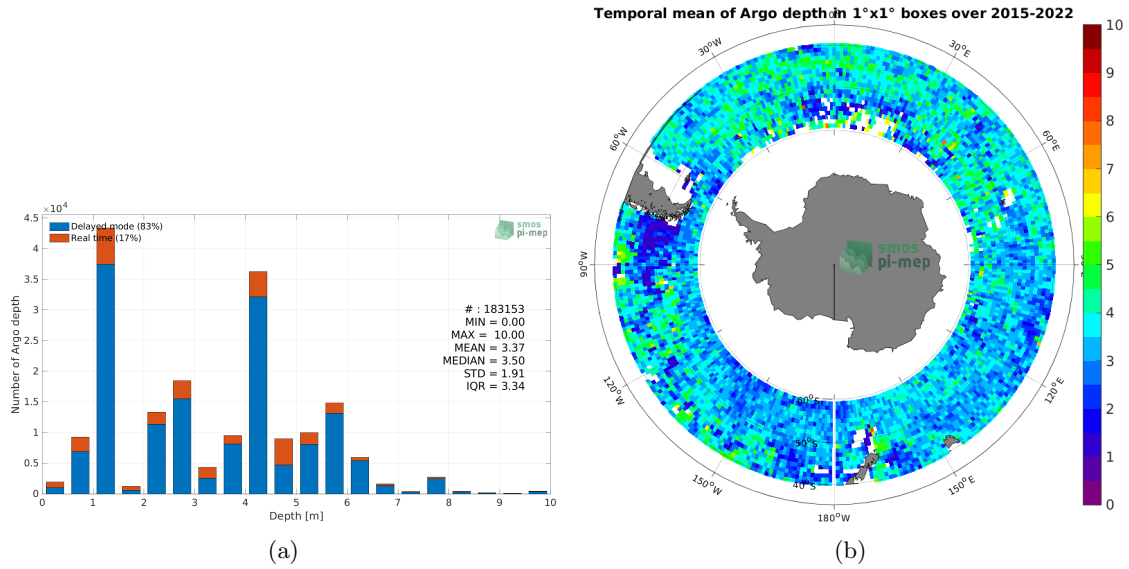 ×10⁴
4.5
4
3.5
3
2.5
2
1.5
1
0.5
0
Number of Argo depth
Delayed mode (83%)
Real time (17%)
smos
pi-mep
# : 183153
MIN = 0.00
MAX = 10.00
MEAN = 3.37
MEDIAN = 3.50
STD = 1.91
IQR = 3.34
0 1 2 3 4 5 6 7 8 9 10
Depth [m]
(a)
Temporal mean of Argo depth in 1°x1° boxes over 2015-2022
30°W
30°E
60°W
60°E
90°W
smos
pi-mep
120°W
120°E
60°S
50°S
40°S
150°W
150°E
180°W
10
9
8
7
6
5
4
3
2
1
0
(b)